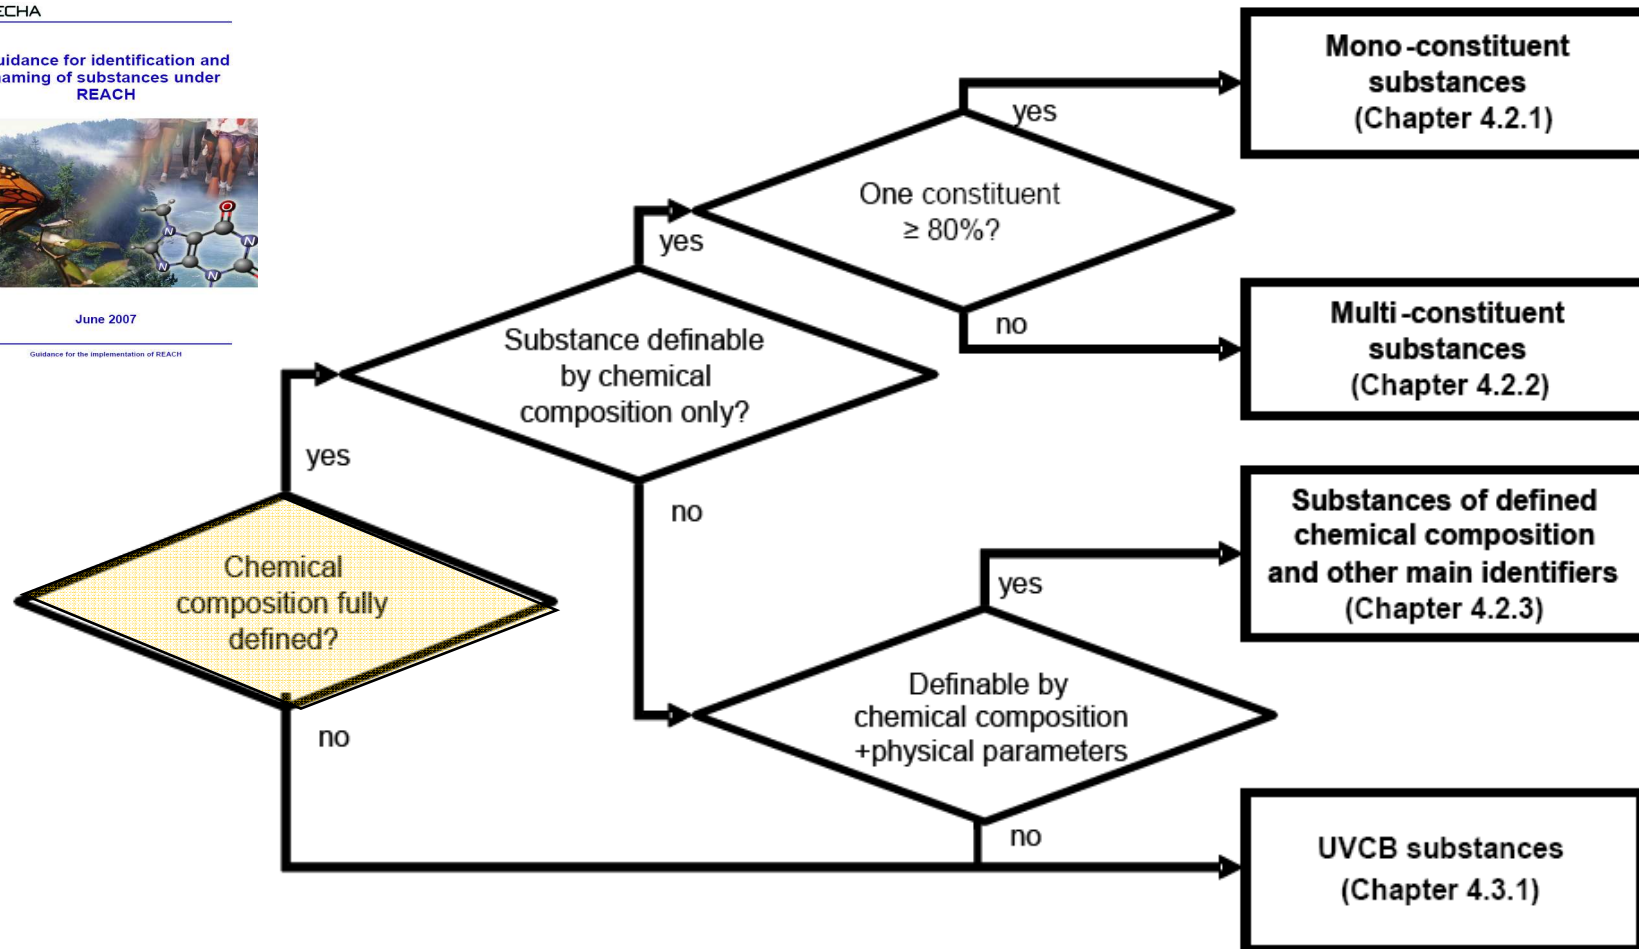 ECHA
uidance for identification and
naming of substances under
REACH
O
N
N
N
N
June 2007
Guidance for the implementation of REACH
Chemical
composition fully
defined?
yes
no
Substance definable
by chemical
composition only?
yes
no
One constituent
≥ 80%?
yes
no
Definable by
chemical composition
+physical parameters
yes
no
Mono-constituent
substances
(Chapter 4.2.1)
Multi-constituent
substances
(Chapter 4.2.2)
Substances of defined
chemical composition
and other main identifiers
(Chapter 4.2.3)
UVCB substances
(Chapter 4.3.1)